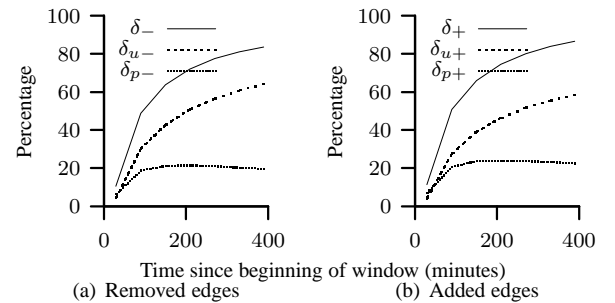 100
80
60
40
20
0
Percentage
δ−
δu−
δp−
0 200 400
100
80
60
40
20
0
Percentage
δ+
δu+
δp+
0 200 400
Time since beginning of window (minutes)
(a) Removed edges
(b) Added edges